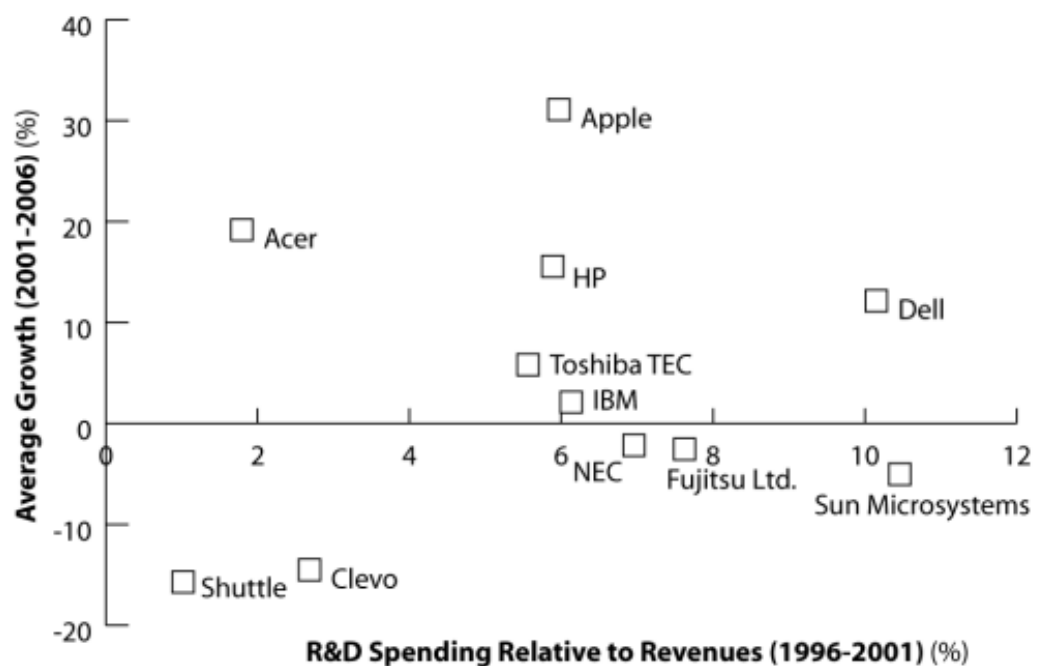 40
30
20
10
0
-10
-20
Average Growth (2001-2006) (%)
Apple
Acer
HP
Dell
Toshiba TEC
IBM
0 2 4 6 8 10 12
NEC
Fujitsu Ltd.
Sun Microsystems
Shuttle
Clevo
R&D Spending Relative to Revenues (1996-2001) (%)